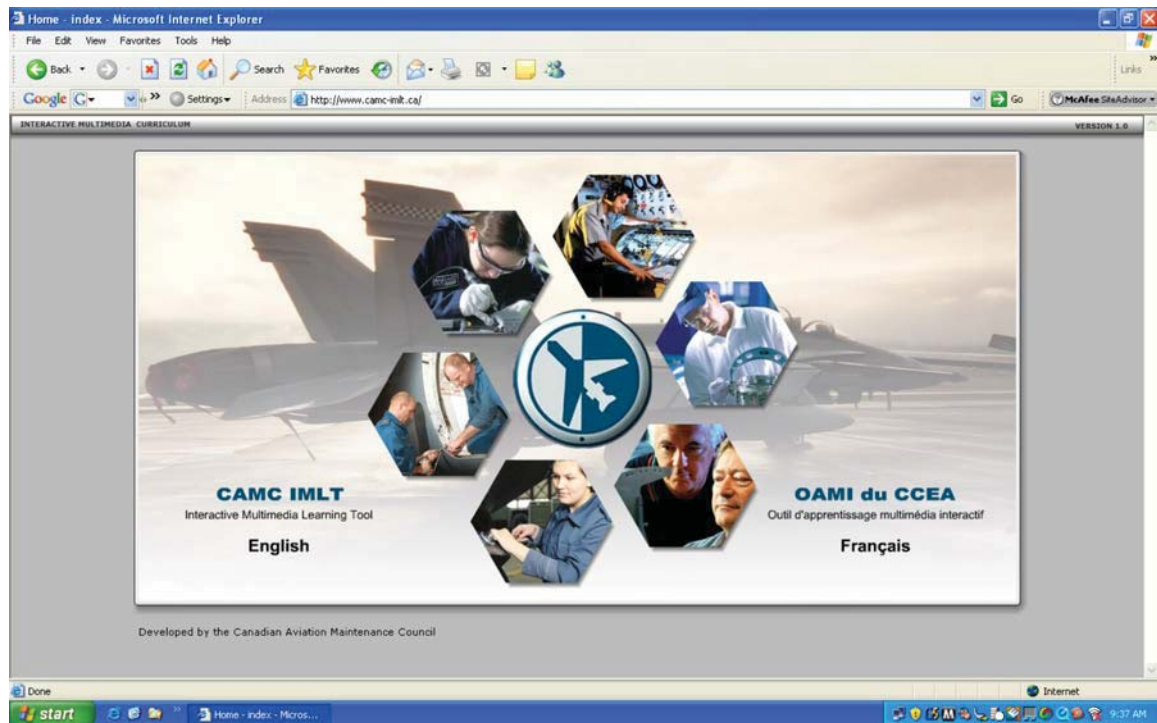 Home - index - Microsoft Internet Explorer
File Edit View Favorites Tools Help
Back Search Favorites Links
Google G Settings Address http://www.camc-imlt.ca/ Go McAfee SiteAdvisor
INTERACTIVE MULTIMEDIA CURRICULUM VERSION 1.0
CAMC IMLT
Interactive Multimedia Learning Tool
English
OAMI du CCEA
Outil d'apprentissage multimédia interactif
Français
Developed by the Canadian Aviation Maintenance Council
Done Internet
start Home - index - Micros... 9:37 AM